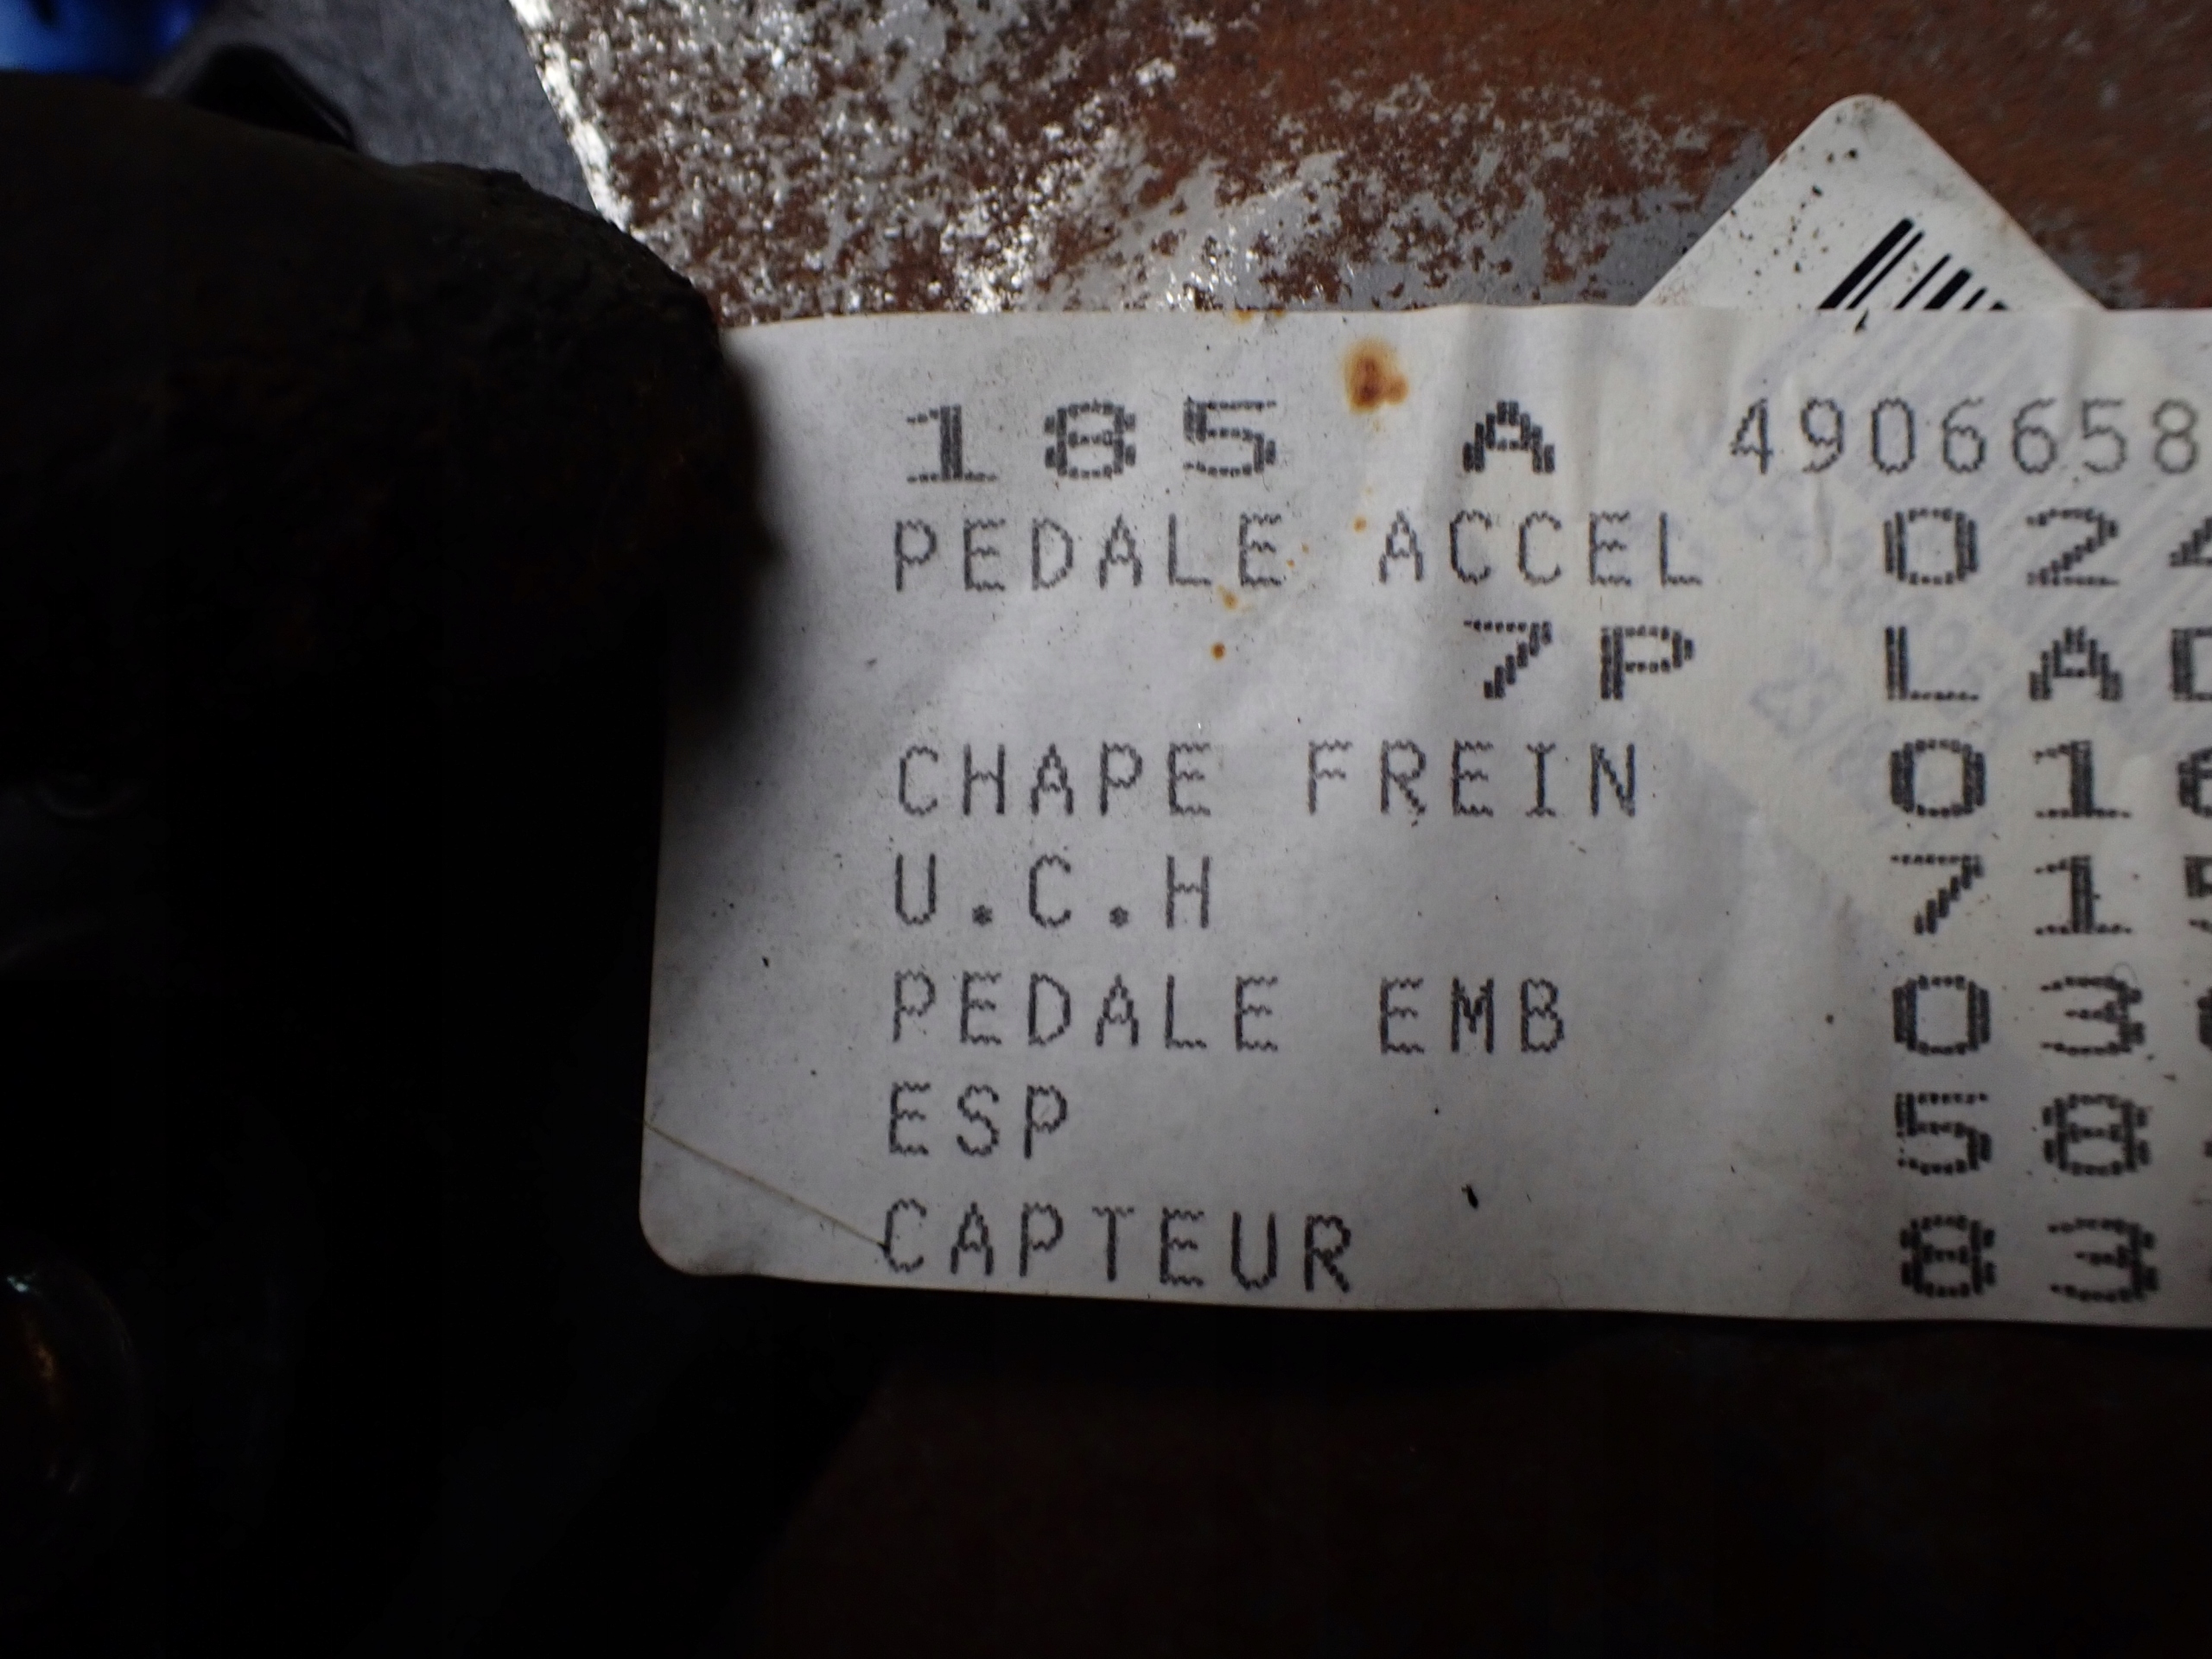 185 A 4906658
PEDALE ACCEL 02
7P LA
CHAPE FREIN 01
U.C.H 71
PEDALE EMB 03
ESP 58
CAPTEUR 83